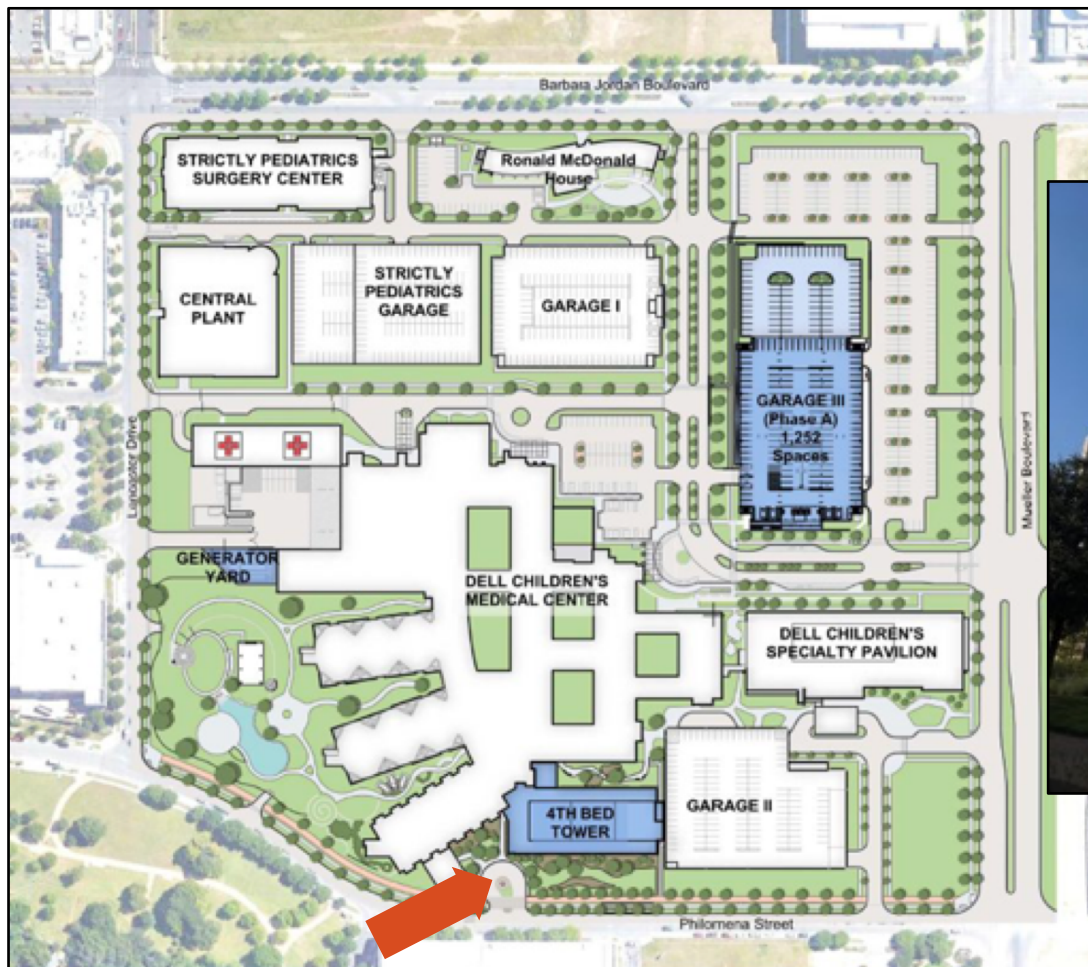 Barbara Jordan Boulevard
STRICTLY PEDIATRICS
SURGERY CENTER
Ronald McDonald
House
CENTRAL
PLANT
STRICTLY
PEDIATRICS
GARAGE
GARAGE I
GARAGE III
(Phase A)
1,252
Spaces
Lancaster Drive
Mueller Boulevard
GENERATOR
YARD
DELL CHILDREN'S
MEDICAL CENTER
DELL CHILDREN'S
SPECIALTY PAVILION
4TH BED
TOWER
GARAGE II
Philomena Street